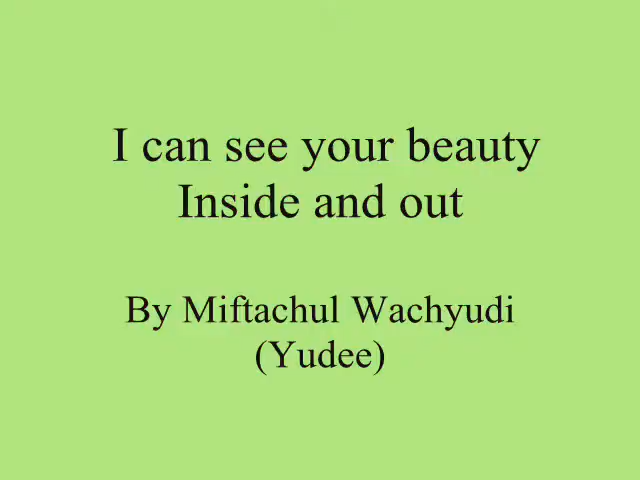 I can see your beauty
Inside and out
By Miftachul Wachyudi
(Yudee)